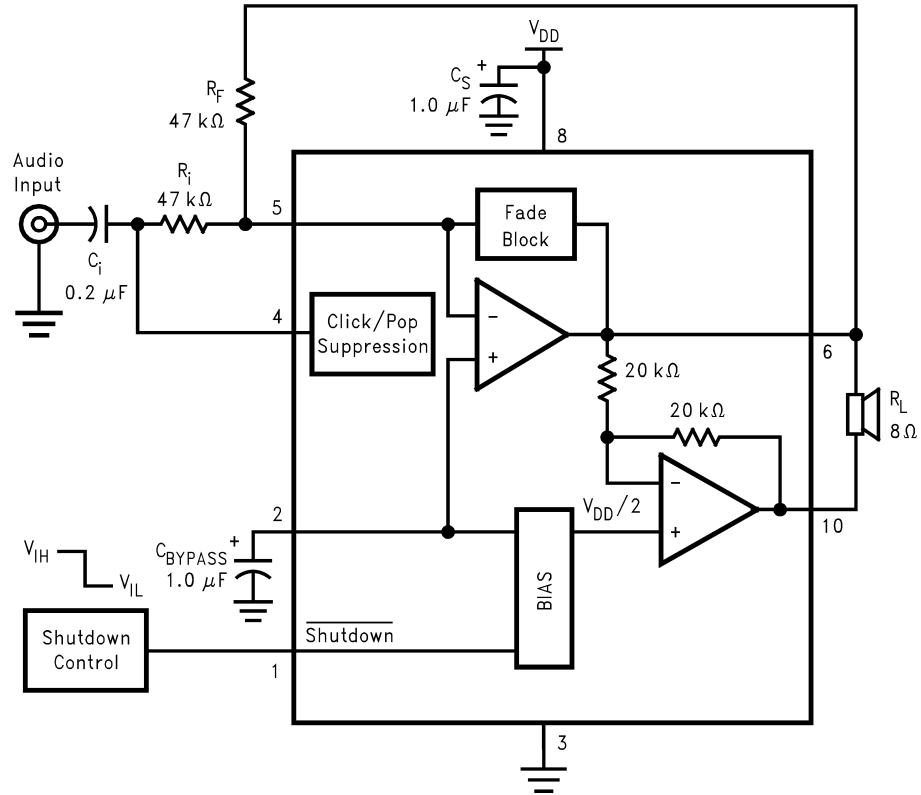 V_DD
C_S +
1.0 μF
8
R_F
47 kΩ
Audio
Input
R_i
47 kΩ
5
Fade
Block
C_i
0.2 μF
4
Click/Pop
Suppression
−
+
6
20 kΩ
20 kΩ
R_L
8Ω
2
V_DD/2
−
+
10
C_BYPASS +
1.0 μF
V_IH
V_IL
BIAS
Shutdown
Control
Shutdown
1
3